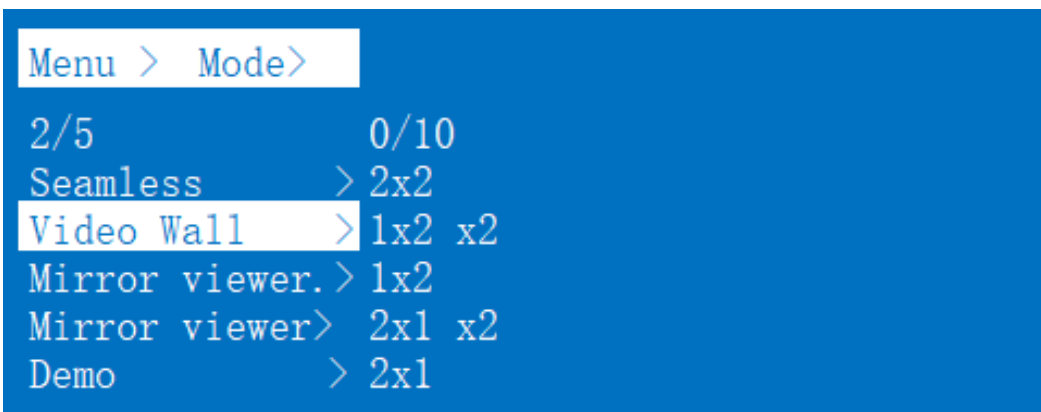 Menu > Mode>
2/5 0/10
Seamless > 2x2
Video Wall > 1x2 x2
Mirror viewer. > 1x2
Mirror viewer> 2x1 x2
Demo > 2x1